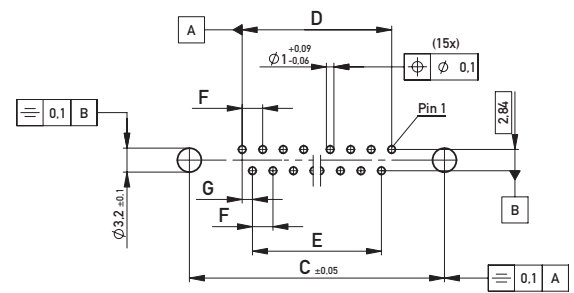 D
A
(15x)
Ø1 +0,09 -0,06
⌖ Ø 0,1
F
Pin 1
2,84
⌯ 0,1 B
G
B
Ø3,2 ±0,1
F
E
C ±0,05
⌯ 0,1 A